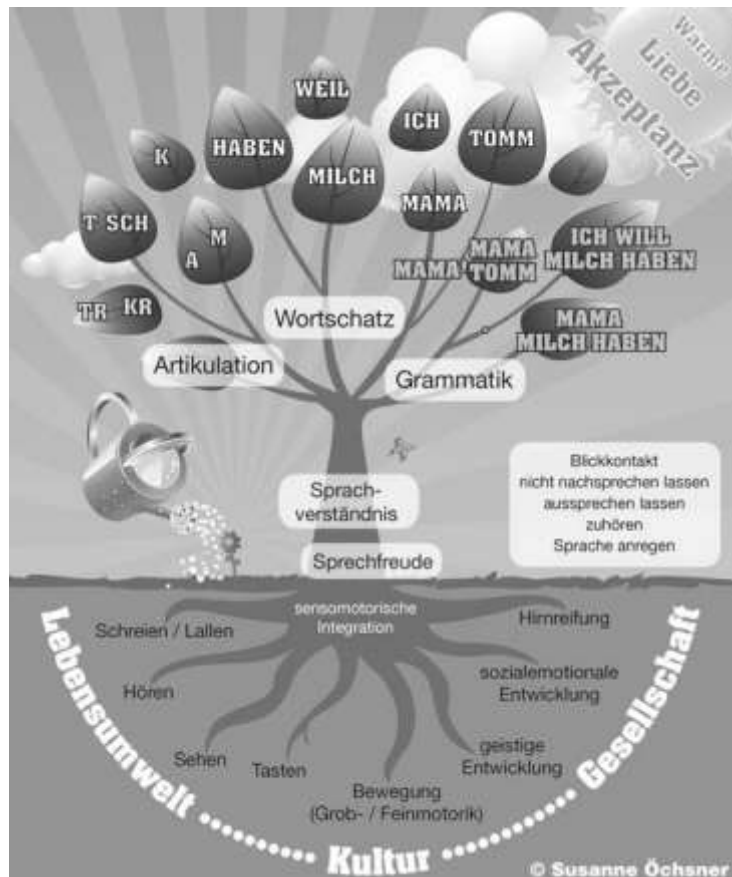 Wärme
Liebe
Akzeptanz
WEIL
ICH
TOMM
HABEN
K
MILCH
MAMA
T SCH
M
A
ICH WILL
MILCH HABEN
MAMA
TOMM
MAMA
TR KR
MAMA
MILCH HABEN
Wortschatz
Artikulation
Grammatik
Blickkontakt
nicht nachsprechen lassen
aussprechen lassen
zuhören
Sprache anregen
Sprach-
verständnis
Sprechfreude
sensomotorische
Integration
Schreien / Lallen
Hirnreifung
Hören
sozialemotionale
Entwicklung
Sehen
Tasten
geistige
Entwicklung
Bewegung
(Grob- / Feinmotorik)
Lebensumwelt
Kultur
Gesellschaft
© Susanne Öchsner